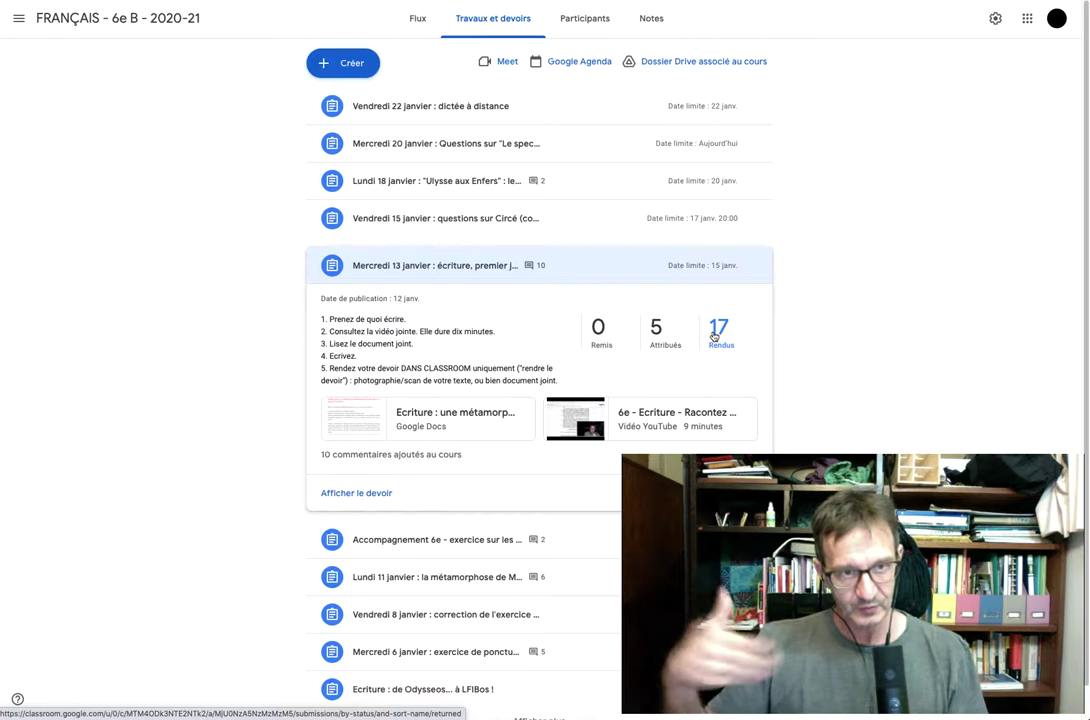 FRANÇAIS - 6e B - 2020-21
Flux
Travaux et devoirs
Participants
Notes
Créer
Meet
Google Agenda
Dossier Drive associé au cours
Vendredi 22 janvier : dictée à distance
Date limite : 22 janv.
Mercredi 20 janvier : Questions sur "Le spec...
Date limite : Aujourd'hui
Lundi 18 janvier : "Ulysse aux Enfers" : le...
2
Date limite : 20 janv.
Vendredi 15 janvier : questions sur Circé (co...
Date limite : 17 janv. 20:00
Mercredi 13 janvier : écriture, premier j...
10
Date limite : 15 janv.
Date de publication : 12 janv.
1. Prenez de quoi écrire.
2. Consultez la vidéo jointe. Elle dure dix minutes.
3. Lisez le document joint.
4. Ecrivez.
5. Rendez votre devoir DANS CLASSROOM uniquement ("rendre le
devoir") : photographie/scan de votre texte, ou bien document joint.
0
Remis
5
Attribués
17
Rendus
Ecriture : une métamorp...
Google Docs
6e - Ecriture - Racontez ...
Vidéo YouTube 9 minutes
10 commentaires ajoutés au cours
Afficher le devoir
Accompagnement 6e - exercice sur les ...
2
Lundi 11 janvier : la métamorphose de M...
6
Vendredi 8 janvier : correction de l'exercice ...
Mercredi 6 janvier : exercice de ponctu...
5
Ecriture : de Odysseos... à LFIBos !
https://classroom.google.com/u/0/c/MTM4ODk3NTE2NTk2/a/MjU0NzA5NzMzMzM5/submissions/by-status/and-sort-name/returned